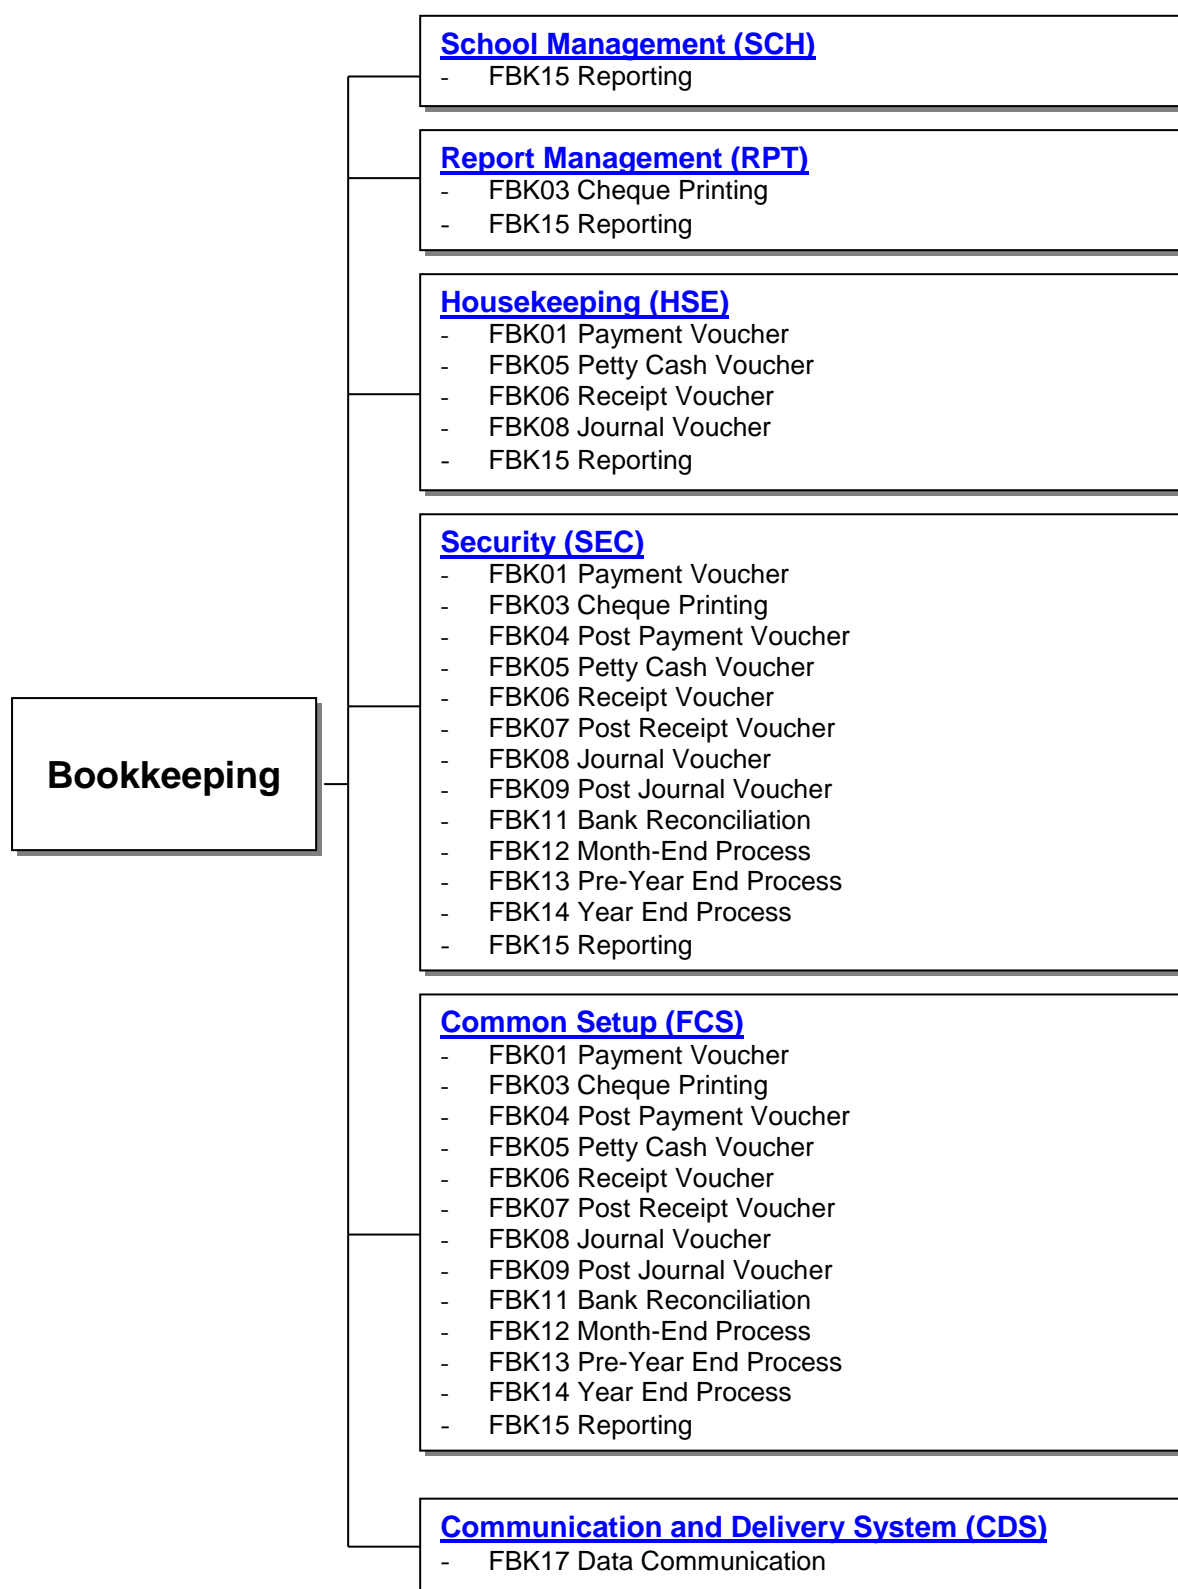 School Management (SCH)
- FBK15 Reporting
Report Management (RPT)
- FBK03 Cheque Printing
- FBK15 Reporting
Housekeeping (HSE)
- FBK01 Payment Voucher
- FBK05 Petty Cash Voucher
- FBK06 Receipt Voucher
- FBK08 Journal Voucher
- FBK15 Reporting
Security (SEC)
- FBK01 Payment Voucher
- FBK03 Cheque Printing
- FBK04 Post Payment Voucher
- FBK05 Petty Cash Voucher
- FBK06 Receipt Voucher
- FBK07 Post Receipt Voucher
- FBK08 Journal Voucher
- FBK09 Post Journal Voucher
- FBK11 Bank Reconciliation
- FBK12 Month-End Process
- FBK13 Pre-Year End Process
- FBK14 Year End Process
- FBK15 Reporting
Bookkeeping
Common Setup (FCS)
- FBK01 Payment Voucher
- FBK03 Cheque Printing
- FBK04 Post Payment Voucher
- FBK05 Petty Cash Voucher
- FBK06 Receipt Voucher
- FBK07 Post Receipt Voucher
- FBK08 Journal Voucher
- FBK09 Post Journal Voucher
- FBK11 Bank Reconciliation
- FBK12 Month-End Process
- FBK13 Pre-Year End Process
- FBK14 Year End Process
- FBK15 Reporting
Communication and Delivery System (CDS)
- FBK17 Data Communication